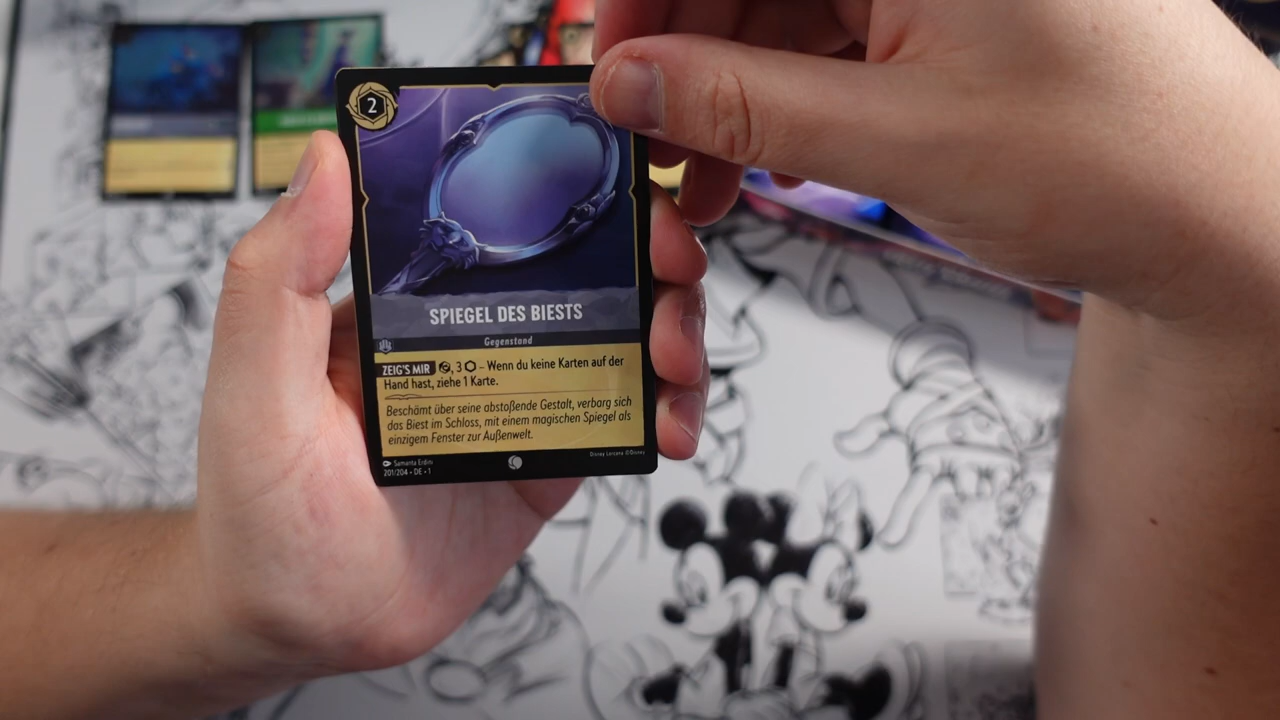 2
SPIEGEL DES BIESTS
Gegenstand
ZEIG'S MIR , 3 – Wenn du keine Karten auf der
Hand hast, ziehe 1 Karte.
Beschämt über seine abstoßende Gestalt, verbarg sich
das Biest im Schloss, mit einem magischen Spiegel als
einzigem Fenster zur Außenwelt.
Samanta Erdini
Disney Lorcana ©Disney
201/204 • DE • 1